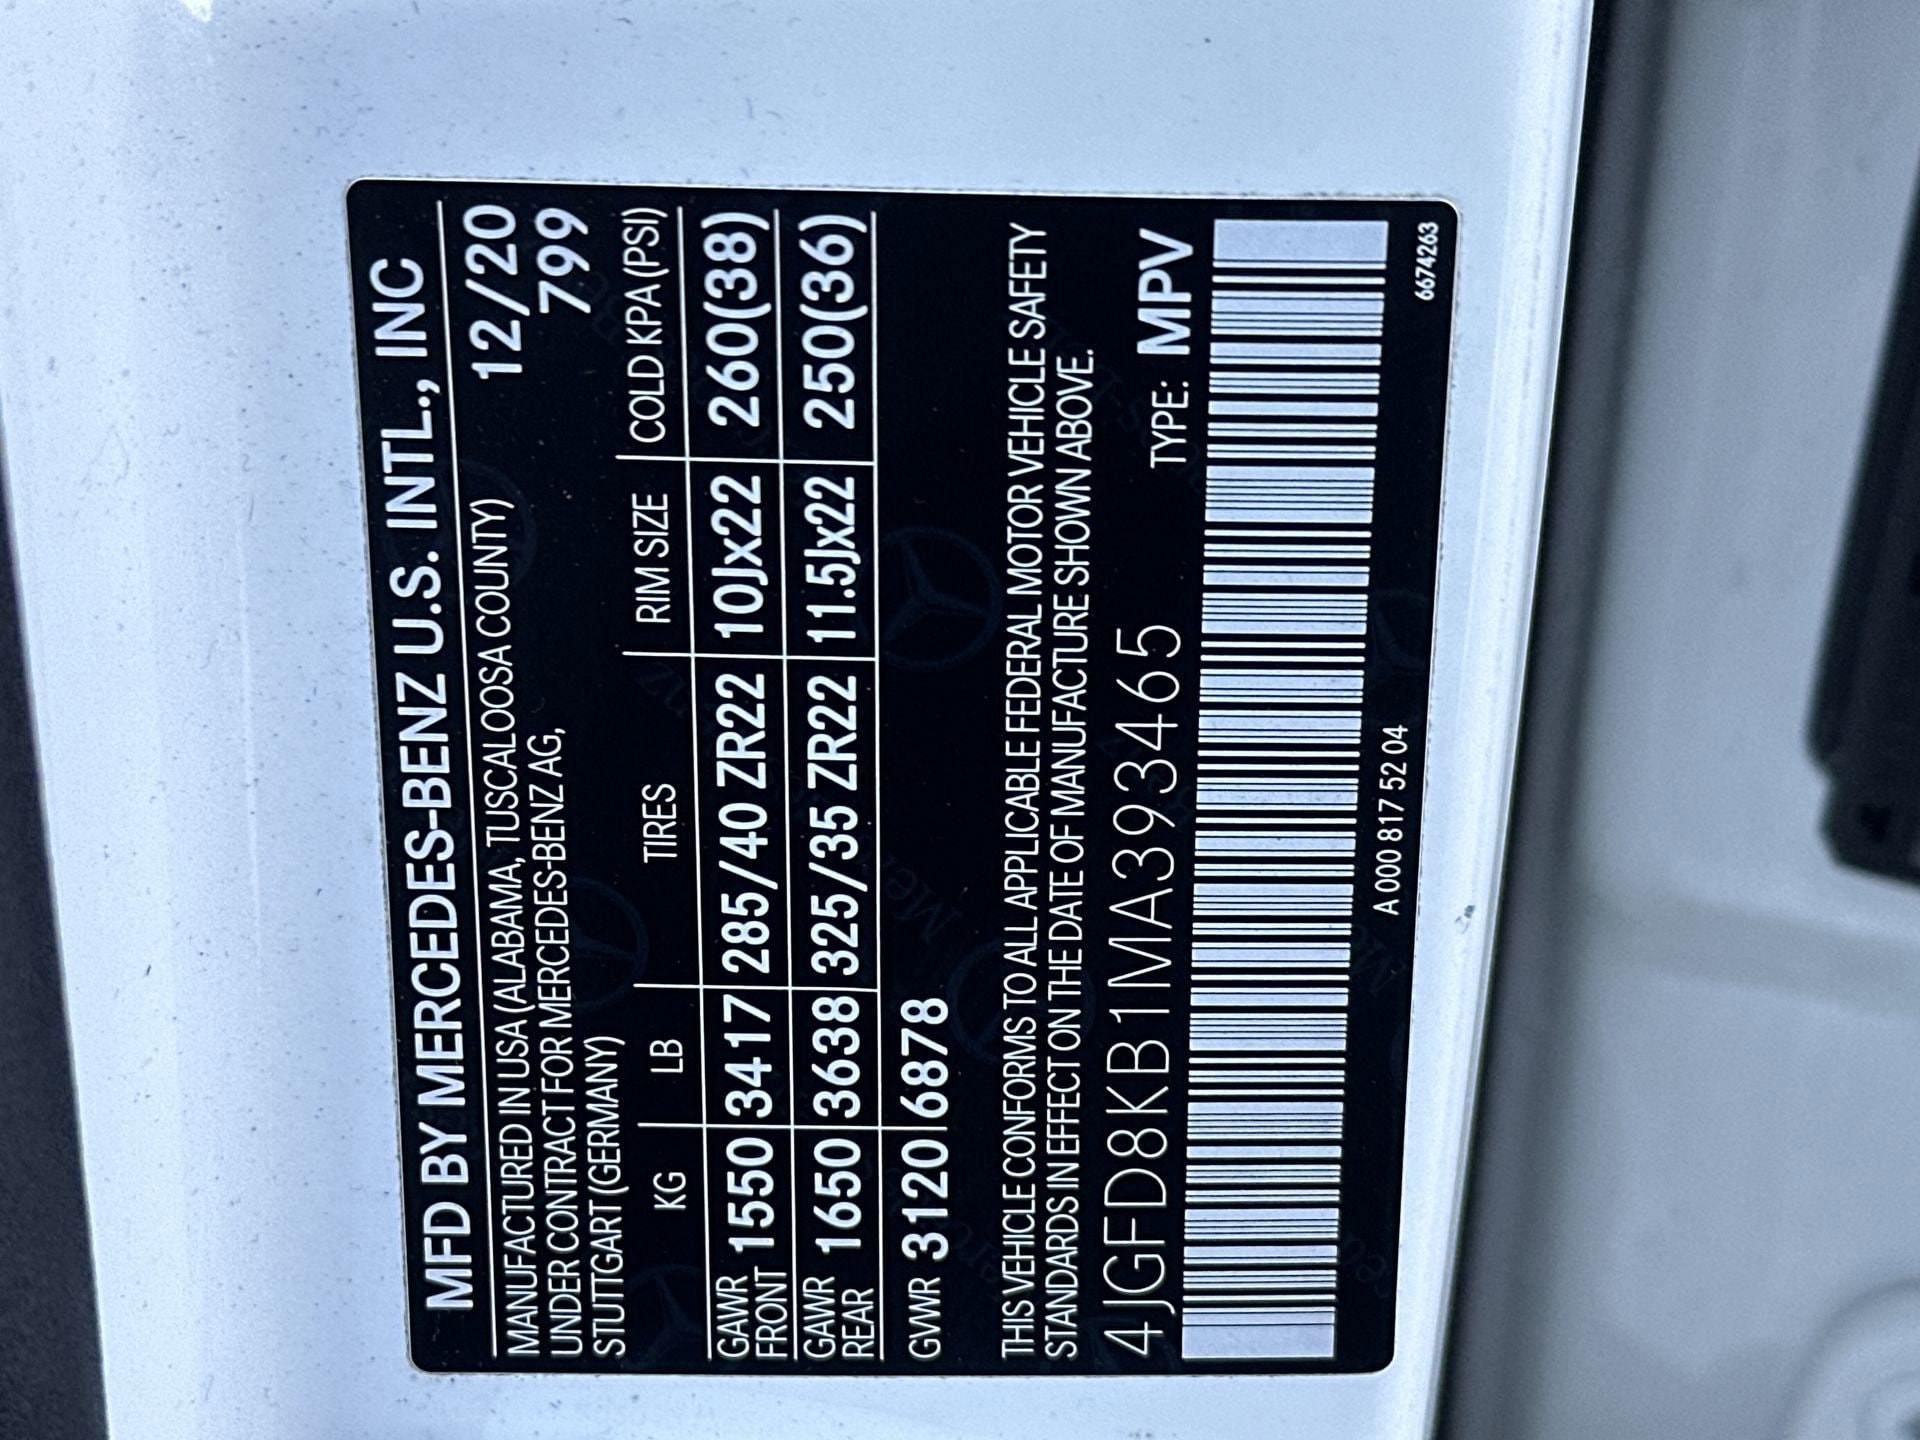 MFD BY MERCEDES-BENZ U.S. INTL., INC
MANUFACTURED IN USA (ALABAMA, TUSCALOOSA COUNTY) 12/20
UNDER CONTRACT FOR MERCEDES-BENZ AG, 799
STUTTGART (GERMANY)
KG LB TIRES RIM SIZE COLD KPA (PSI)
GAWR FRONT 1550 3417 285/40 ZR22 10Jx22 260(38)
GAWR REAR 1650 3638 325/35 ZR22 11.5Jx22 250(36)
GVWR 3120 6878
THIS VEHICLE CONFORMS TO ALL APPLICABLE FEDERAL MOTOR VEHICLE SAFETY
STANDARDS IN EFFECT ON THE DATE OF MANUFACTURE SHOWN ABOVE.
4JGFD8KB1MA393465 TYPE: MPV
A 000 817 52 04
6674263